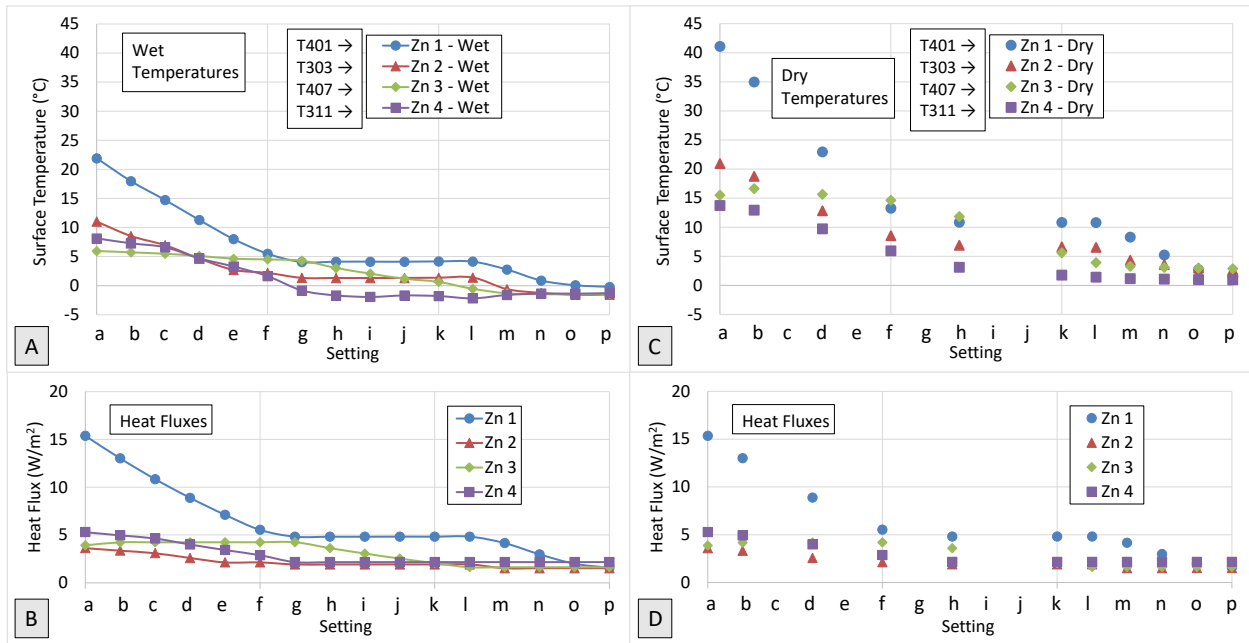 45
40
35
30
25
20
15
10
5
0
-5
Surface Temperature (°C)
Wet
Temperatures
T401 →
T303 →
T407 →
T311 →
Zn 1 - Wet
Zn 2 - Wet
Zn 3 - Wet
Zn 4 - Wet
a b c d e f g h i j k l m n o p
Setting
A
45
40
35
30
25
20
15
10
5
0
-5
Surface Temperature (°C)
Dry
Temperatures
T401 →
T303 →
T407 →
T311 →
Zn 1 - Dry
Zn 2 - Dry
Zn 3 - Dry
Zn 4 - Dry
a b c d e f g h i j k l m n o p
Setting
C
20
15
10
5
0
Heat Flux (W/m²)
Heat Fluxes
Zn 1
Zn 2
Zn 3
Zn 4
a b c d e f g h i j k l m n o p
Setting
B
20
15
10
5
0
Heat Flux (W/m²)
Heat Fluxes
Zn 1
Zn 2
Zn 3
Zn 4
a b c d e f g h i j k l m n o p
Setting
D